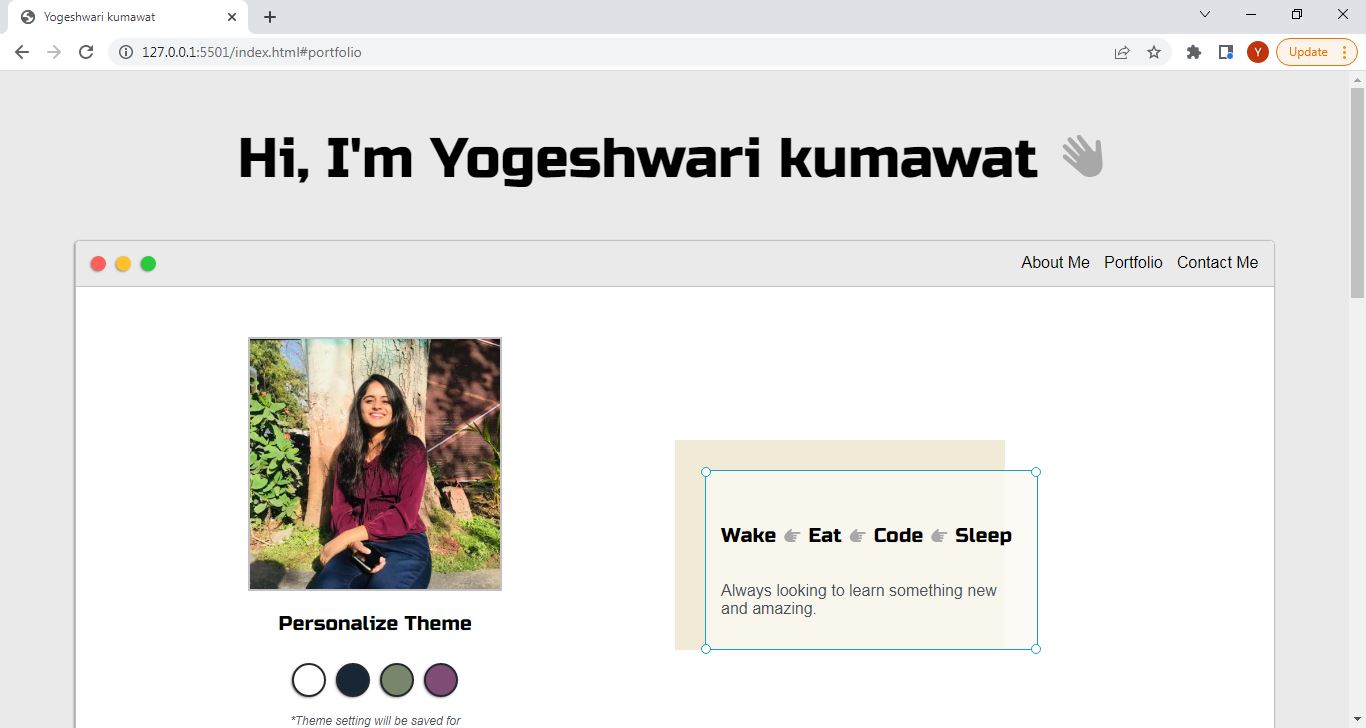 Yogeshwari kumawat
127.0.0.1:5501/index.html#portfolio
Y
Update
Hi, I'm Yogeshwari kumawat
About Me Portfolio Contact Me
Wake Eat Code Sleep
Always looking to learn something new
and amazing.
Personalize Theme
*Theme setting will be saved for